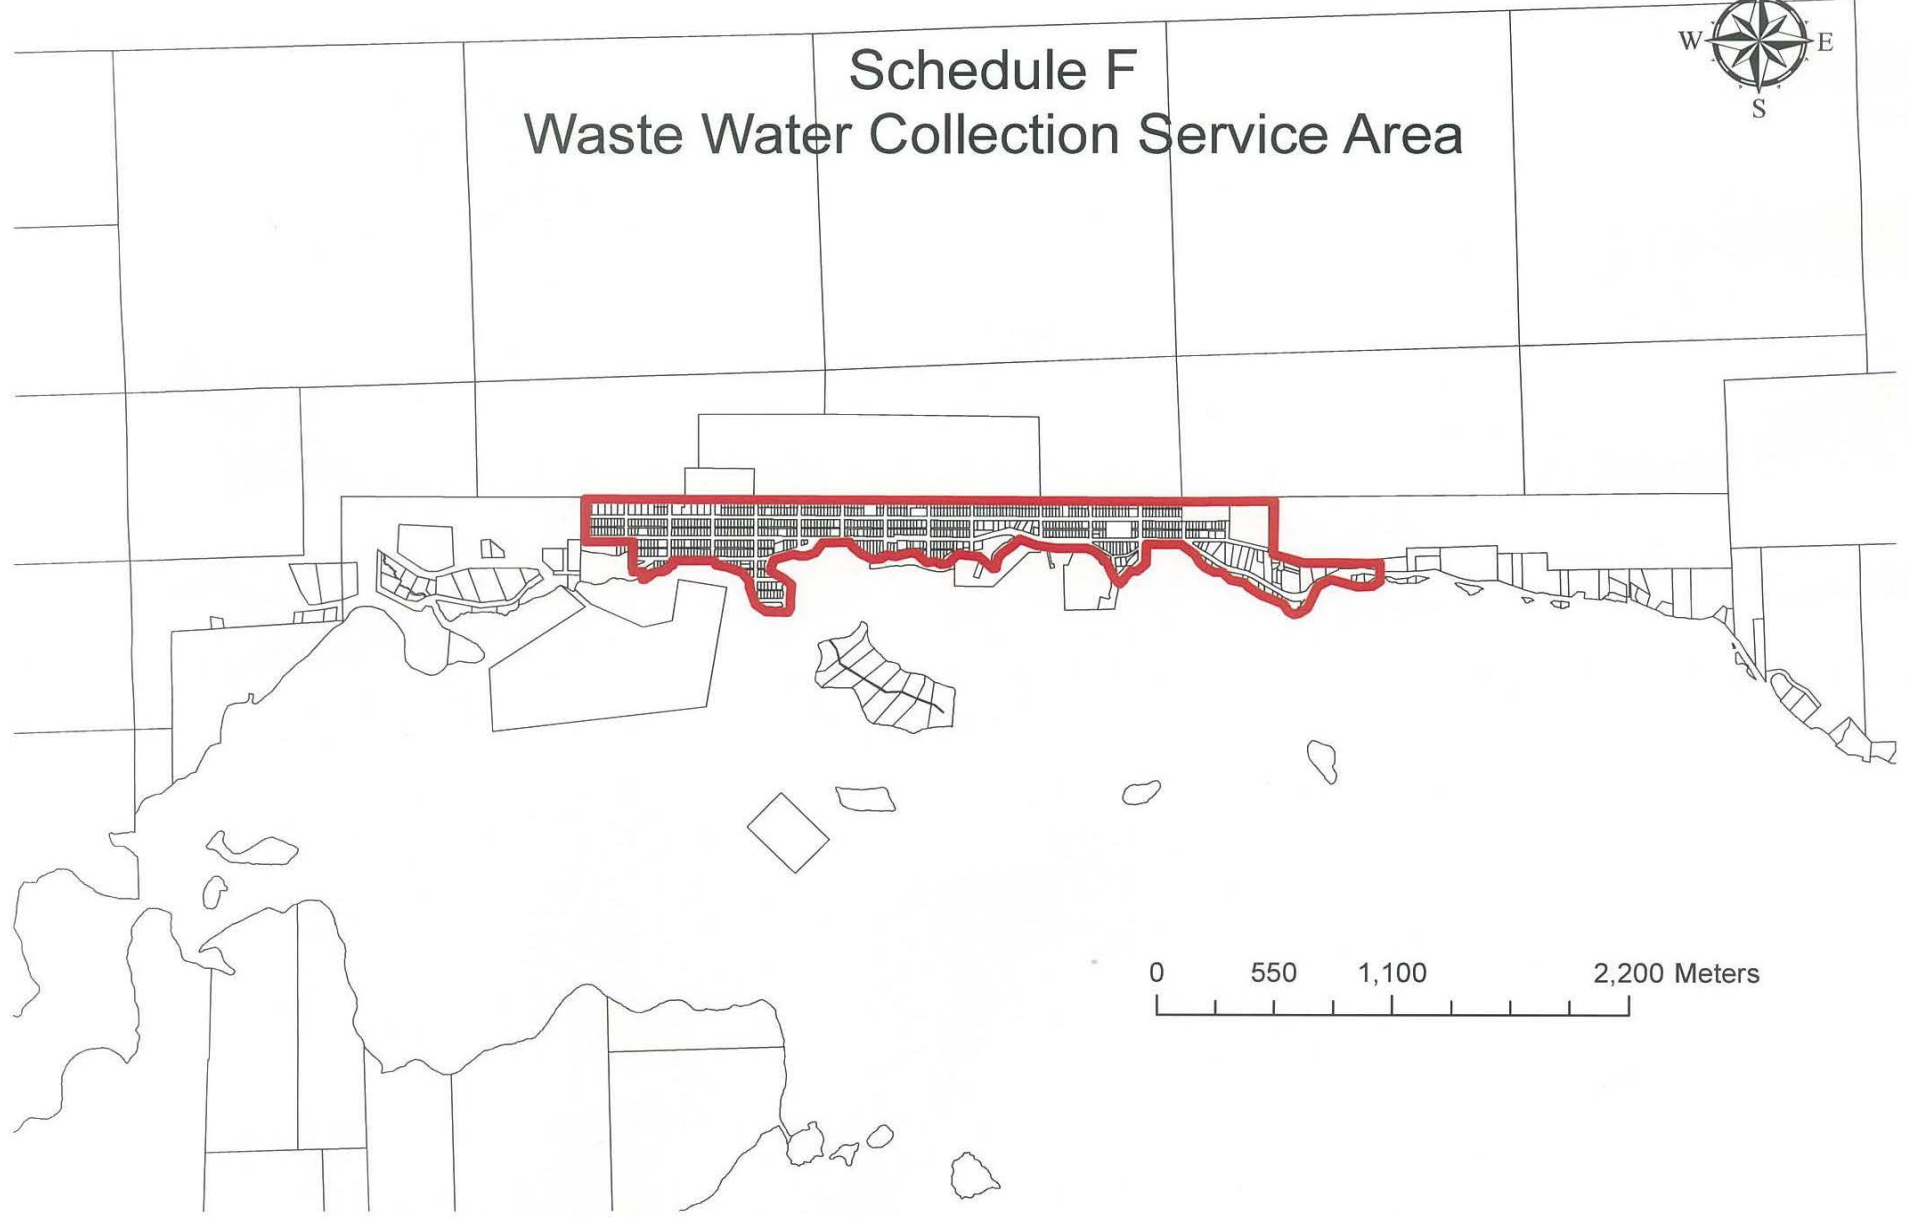 Schedule F
Waste Water Collection Service Area
W E
S
0 550 1,100 2,200 Meters